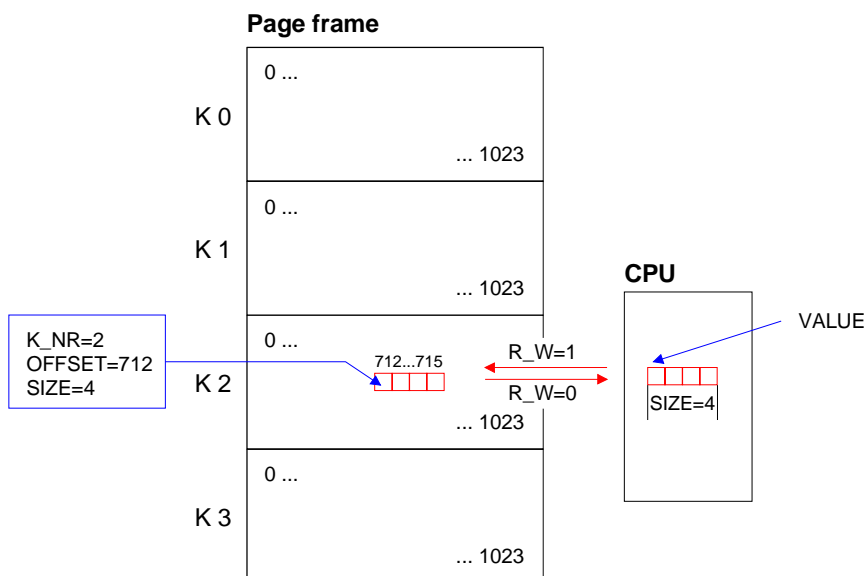 Page frame
K 0
0 ...
... 1023
K 1
0 ...
... 1023
K_NR=2
OFFSET=712
SIZE=4
K 2
0 ...
712...715
... 1023
R_W=1
R_W=0
CPU
SIZE=4
VALUE
K 3
0 ...
... 1023